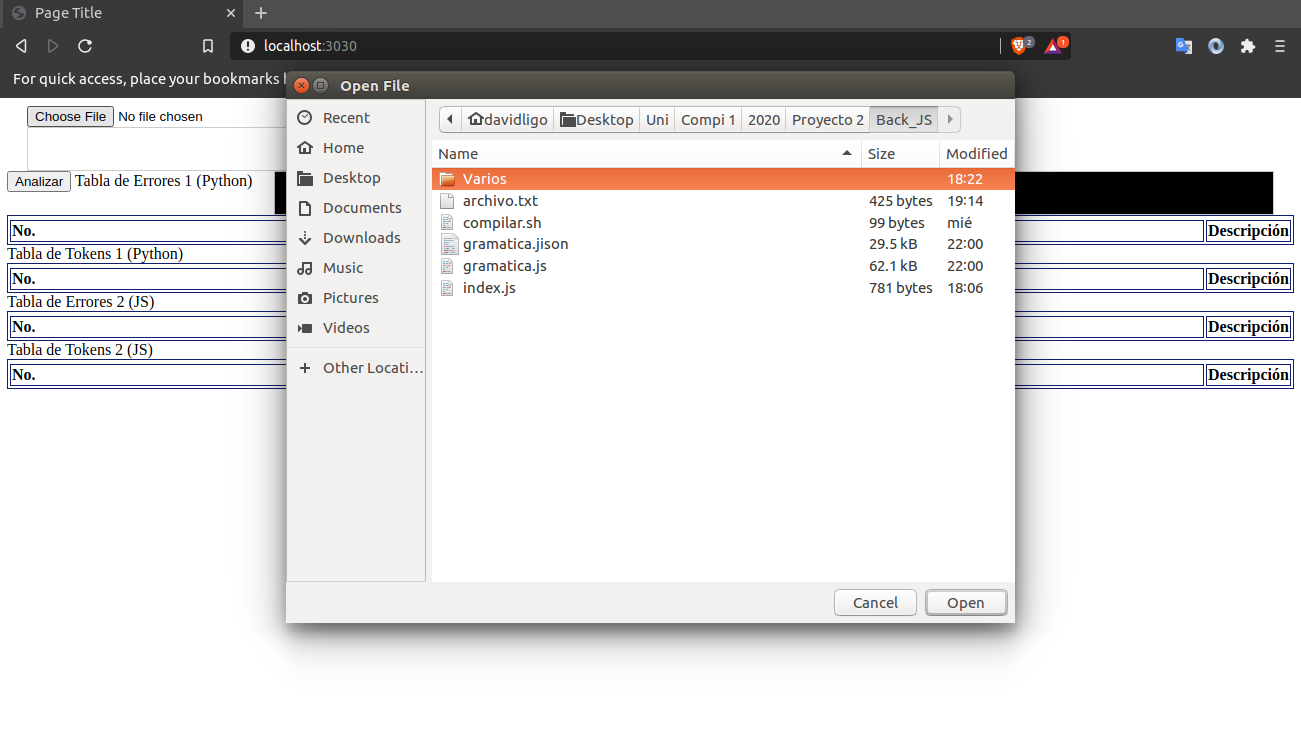 Page Title
localhost:3030
2
1
For quick access, place your bookmarks
Open File
Choose File No file chosen
Analizar Tabla de Errores 1 (Python)
No. Descripción
Tabla de Tokens 1 (Python)
No. Descripción
Tabla de Errores 2 (JS)
No. Descripción
Tabla de Tokens 2 (JS)
No. Descripción
Recent
Home
Desktop
Documents
Downloads
Music
Pictures
Videos
Other Locati…
davidligo Desktop Uni Compi 1 2020 Proyecto 2 Back_JS
Name Size Modified
Varios 18:22
archivo.txt 425 bytes 19:14
compilar.sh 99 bytes mié
gramatica.jison 29.5 kB 22:00
gramatica.js 62.1 kB 22:00
index.js 781 bytes 18:06
Cancel Open